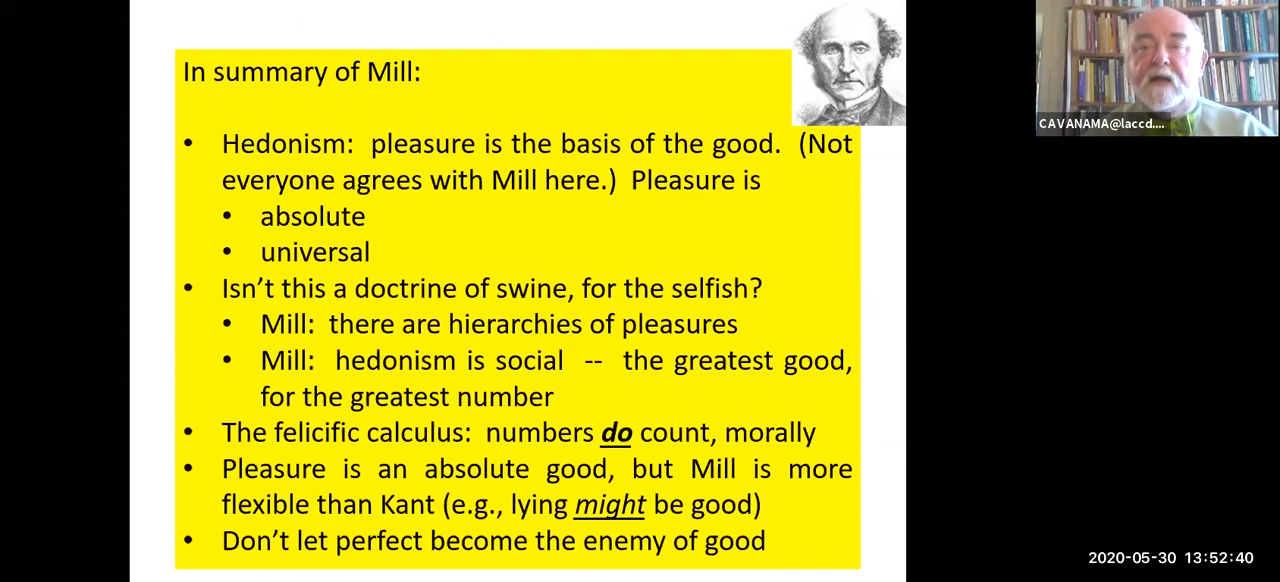 In summary of Mill:
• Hedonism: pleasure is the basis of the good. (Not
everyone agrees with Mill here.) Pleasure is
• absolute
• universal
• Isn’t this a doctrine of swine, for the selfish?
• Mill: there are hierarchies of pleasures
• Mill: hedonism is social -- the greatest good,
for the greatest number
• The felicific calculus: numbers do count, morally
• Pleasure is an absolute good, but Mill is more
flexible than Kant (e.g., lying might be good)
• Don’t let perfect become the enemy of good
CAVANAMA@laccd....
2020-05-30 13:52:40